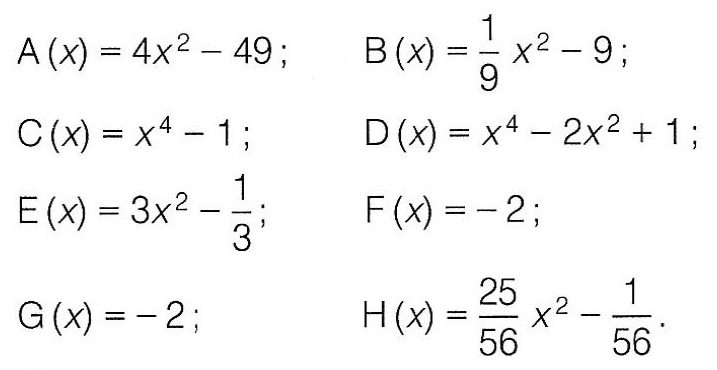 A(x) = 4x² – 49; B(x) = 1/9 x² – 9;
C(x) = x⁴ – 1; D(x) = x⁴ – 2x² + 1;
E(x) = 3x² – 1/3; F(x) = – 2;
G(x) = – 2; H(x) = 25/56 x² – 1/56.